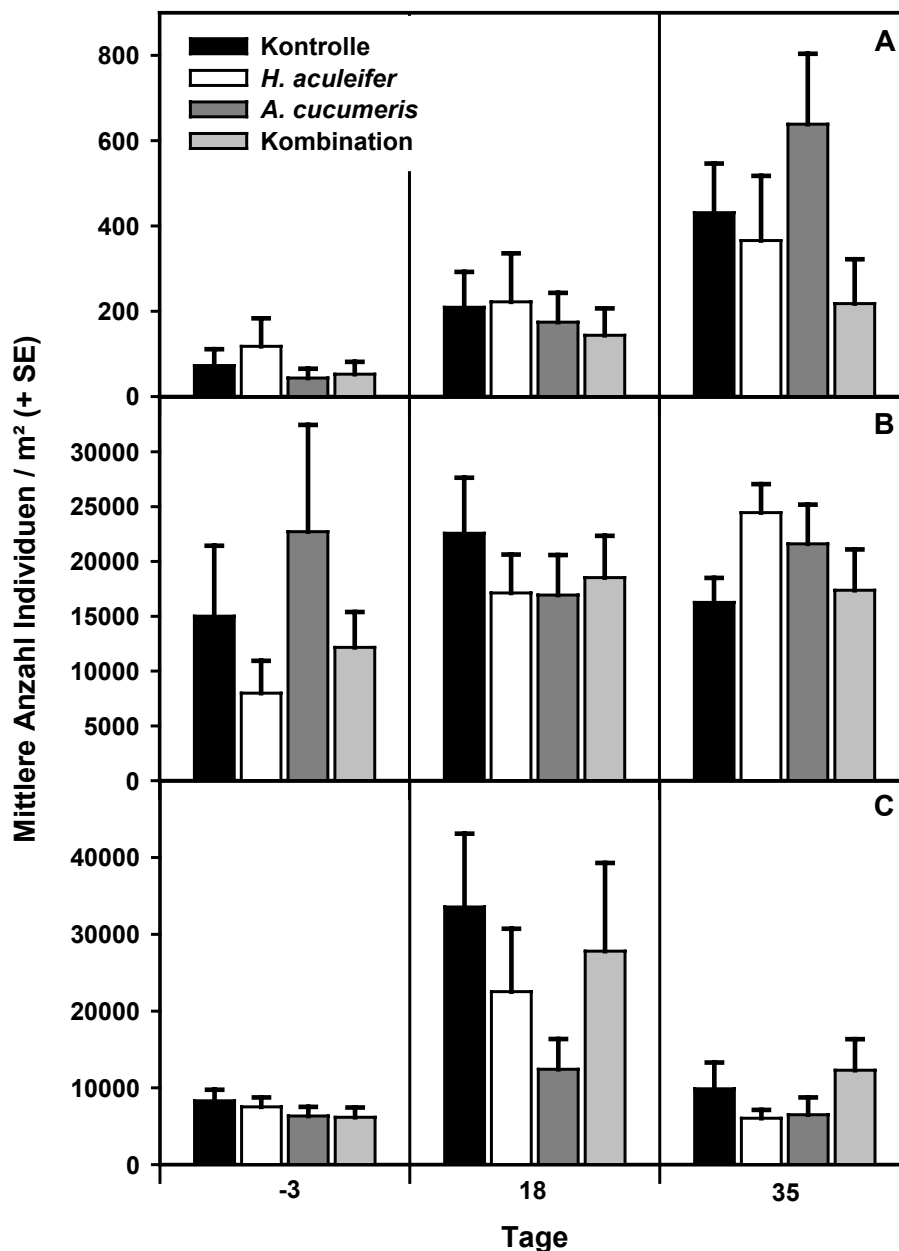 Mittlere Anzahl Individuen / m² (+ SE)
Kontrolle
H. aculeifer
A. cucumeris
Kombination
A
800
600
400
200
0
B
30000
25000
20000
15000
10000
5000
0
C
40000
30000
20000
10000
0
-3 18 35
Tage